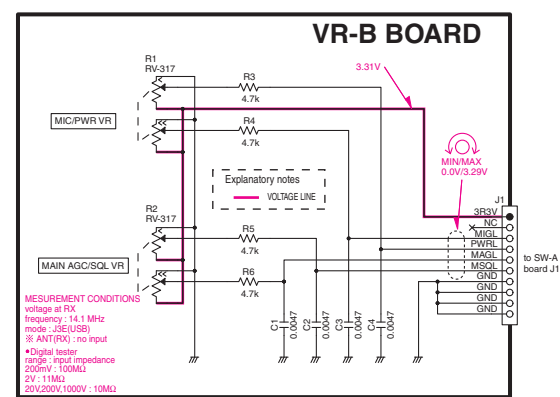 VR-B BOARD
R1
RV-317
3.31V
R3
4.7k
MIC/PWR VR
R4
4.7k
MIN/MAX
0.0V/3.29V
Explanatory notes
VOLTAGE LINE
J1
3R3V
NC
MIGL
PWRL
MAGL
MSQL
GND
GND
GND
GND
to SW-A
board J1
R2
RV-317
R5
4.7k
MAIN AGC/SQL VR
R6
4.7k
C1
0.0047
C2
0.0047
C3
0.0047
C4
0.0047
MESUREMENT CONDITIONS
voltage at RX
frequency : 14.1 MHz
mode : J3E(USB)
※ ANT(RX) : no input
●Digital tester
range : input impedance
200mV : 100MΩ
2V : 11MΩ
20V,200V,1000V : 10MΩ